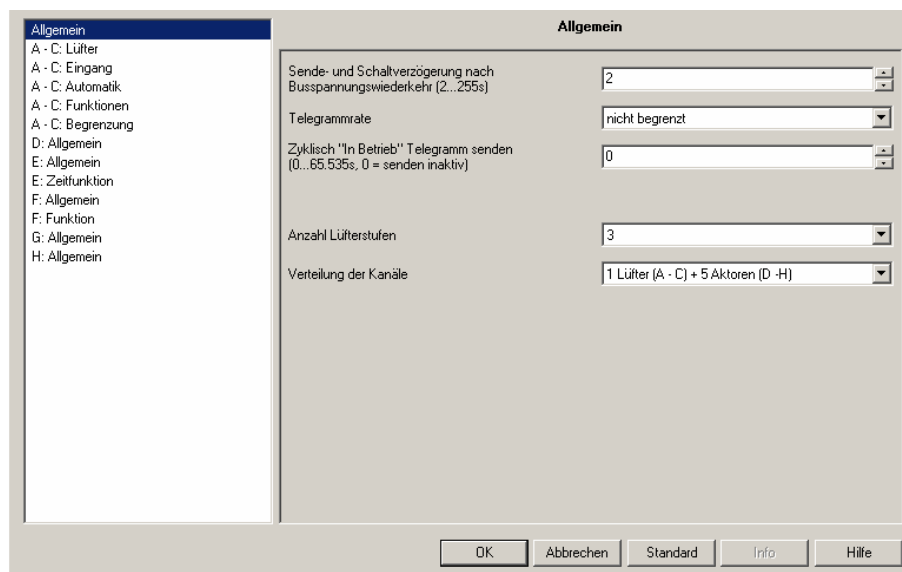 Allgemein
A - C: Lüfter
A - C: Eingang
A - C: Automatik
A - C: Funktionen
A - C: Begrenzung
D: Allgemein
E: Allgemein
E: Zeitfunktion
F: Allgemein
F: Funktion
G: Allgemein
H: Allgemein
Allgemein
Sende- und Schaltverzögerung nach
Busspannungswiederkehr (2...255s)
2
Telegrammrate
nicht begrenzt
Zyklisch "In Betrieb" Telegramm senden
(0...65.535s, 0 = senden inaktiv)
0
Anzahl Lüfterstufen
3
Verteilung der Kanäle
1 Lüfter (A - C) + 5 Aktoren (D -H)
OK
Abbrechen
Standard
Info
Hilfe